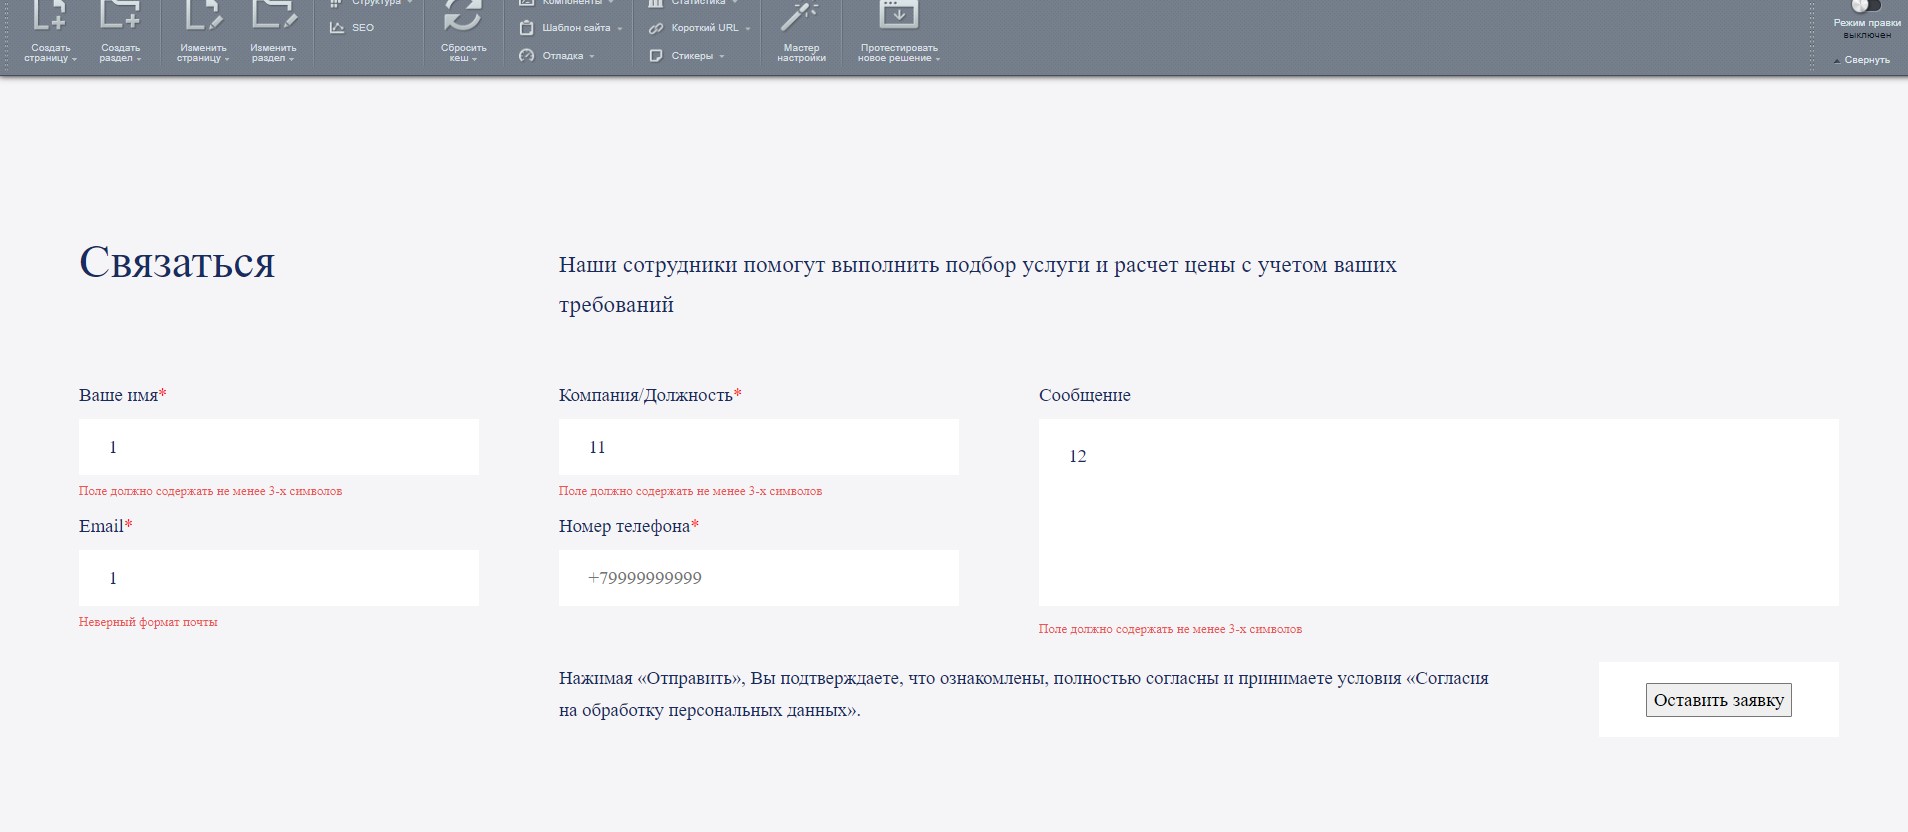 Структура
Компоненты
Статистика
SEO
Шаблон сайта
Короткий URL
Режим правки
выключен
Создать
страницу
Создать
раздел
Изменить
страницу
Изменить
раздел
Сбросить
кеш
Отладка
Стикеры
Мастер
настройки
Протестировать
новое решение
Свернуть
Связаться
Наши сотрудники помогут выполнить подбор услуги и расчет цены с учетом ваших
требований
Ваше имя*
Компания/Должность*
Сообщение
1
11
12
Поле должно содержать не менее 3-х символов
Поле должно содержать не менее 3-х символов
Email*
Номер телефона*
1
+79999999999
Неверный формат почты
Поле должно содержать не менее 3-х символов
Нажимая «Отправить», Вы подтверждаете, что ознакомлены, полностью согласны и принимаете условия «Согласия
на обработку персональных данных».
Оставить заявку